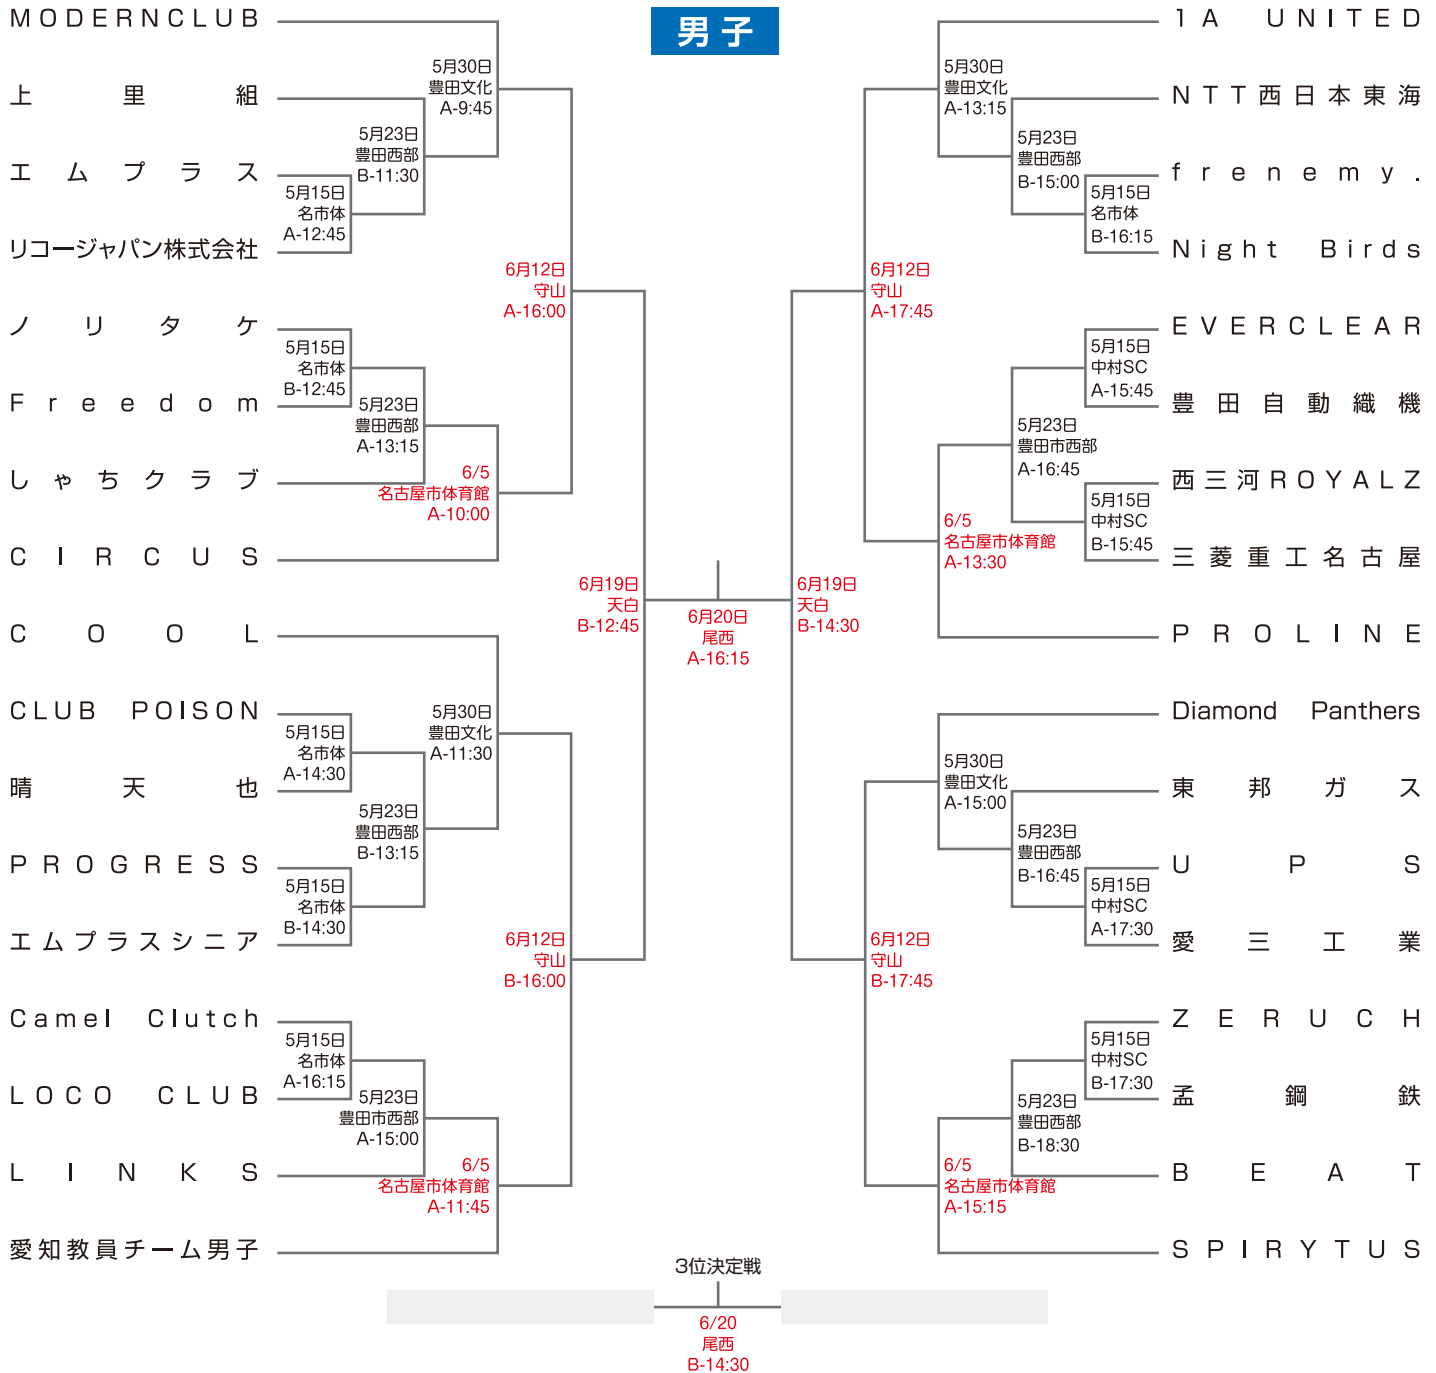 男子
MODERNCLUB
5月30日
豊田文化
A-9:45
上里組
5月23日
豊田西部
B-11:30
エムプラス
5月15日
名市体
A-12:45
リコージャパン株式会社
6月12日
守山
A-16:00
ノリタケ
5月15日
名市体
B-12:45
Freedom
5月23日
豊田西部
A-13:15
しゃちクラブ
6/5
名古屋市体育館
A-10:00
CIRCUS
6月19日
天白
B-12:45
COOL
CLUB POISON
5月30日
豊田文化
A-11:30
5月15日
名市体
A-14:30
晴天也
5月23日
豊田西部
B-13:15
PROGRESS
5月15日
名市体
B-14:30
エムプラスシニア
6月12日
守山
B-16:00
Camel Clutch
5月15日
名市体
A-16:15
LOCO CLUB
5月23日
豊田市西部
A-15:00
LINKS
6/5
名古屋市体育館
A-11:45
愛知教員チーム男子
6月20日
尾西
A-16:15
1A UNITED
5月30日
豊田文化
A-13:15
NTT西日本東海
5月23日
豊田西部
B-15:00
frenemy.
5月15日
名市体
B-16:15
Night Birds
6月12日
守山
A-17:45
EVERCLEAR
5月15日
中村SC
A-15:45
豊田自動織機
5月23日
豊田市西部
A-16:45
西三河ROYALZ
5月15日
中村SC
B-15:45
6/5
名古屋市体育館
A-13:30
三菱重工名古屋
6月19日
天白
B-14:30
PROLINE
Diamond Panthers
5月30日
豊田文化
A-15:00
東邦ガス
5月23日
豊田西部
B-16:45
UPS
5月15日
中村SC
A-17:30
愛三工業
6月12日
守山
B-17:45
ZERUCH
5月15日
中村SC
B-17:30
孟鋼鉄
5月23日
豊田西部
B-18:30
BEAT
6/5
名古屋市体育館
A-15:15
SPIRYTUS
3位決定戦
6/20
尾西
B-14:30